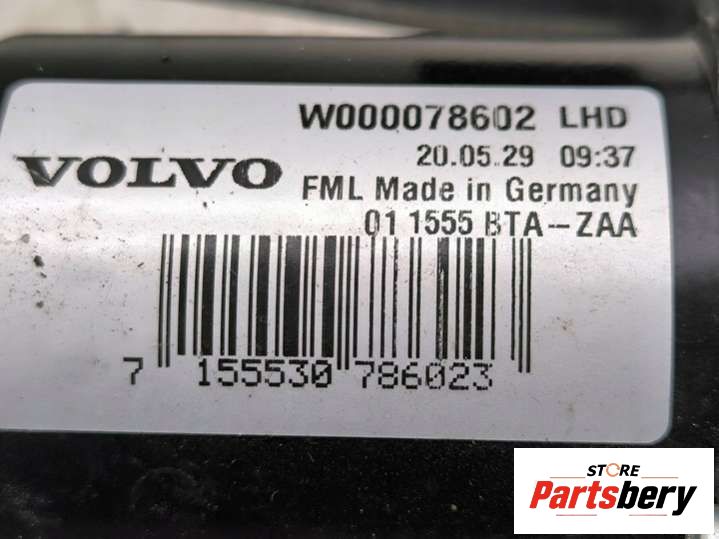 W000078602 LHD
20.05.29 09:37
VOLVO
FML Made in Germany
01 1555 BTA-ZAA
7 155530 786023
STORE
Partsbery